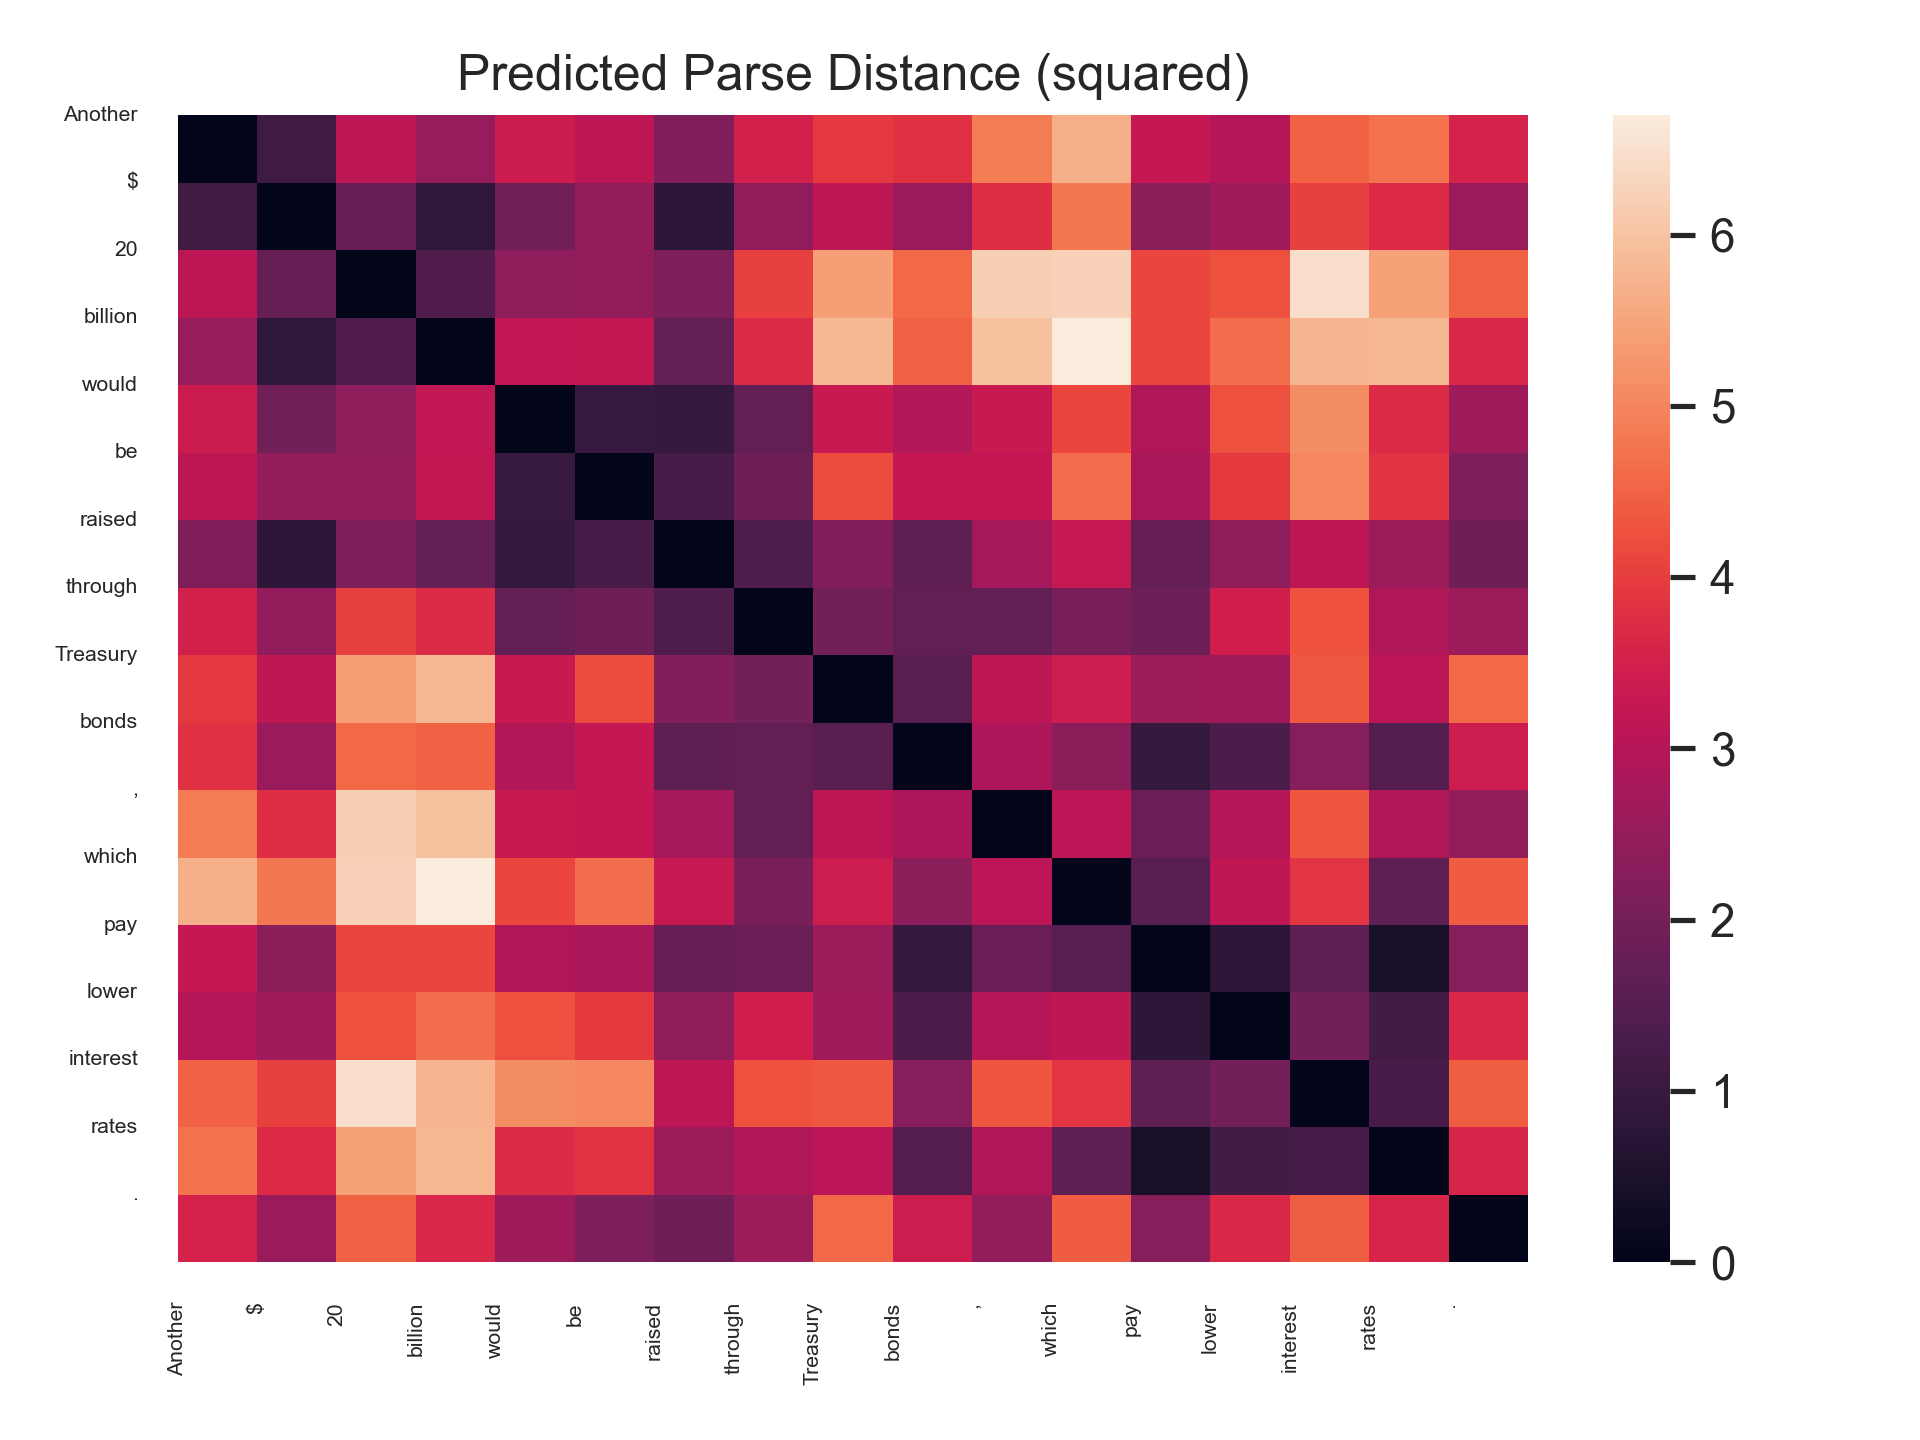 Predicted Parse Distance (squared)
Another
$
20
billion
would
be
raised
through
Treasury
bonds
,
which
pay
lower
interest
rates
.
6
5
4
3
2
1
0
Another
$
20
billion
would
be
raised
through
Treasury
bonds
,
which
pay
lower
interest
rates
.